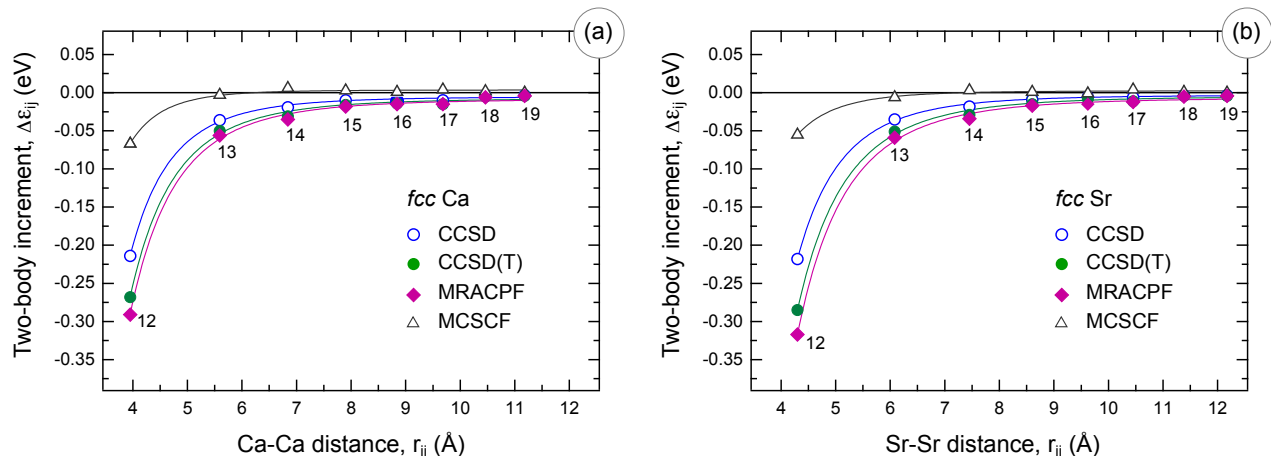 (a)
Two-body increment, Δε_ij (eV)
0.05
0.00
-0.05
-0.10
-0.15
-0.20
-0.25
-0.30
-0.35
12
13
14
15
16
17
18
19
fcc Ca
CCSD
CCSD(T)
MRACPF
MCSCF
4 5 6 7 8 9 10 11 12
Ca-Ca distance, r_ij (Å)
(b)
Two-body increment, Δε_ij (eV)
0.05
0.00
-0.05
-0.10
-0.15
-0.20
-0.25
-0.30
-0.35
12
13
14
15
16
17
18
19
fcc Sr
CCSD
CCSD(T)
MRACPF
MCSCF
4 5 6 7 8 9 10 11 12
Sr-Sr distance, r_ij (Å)